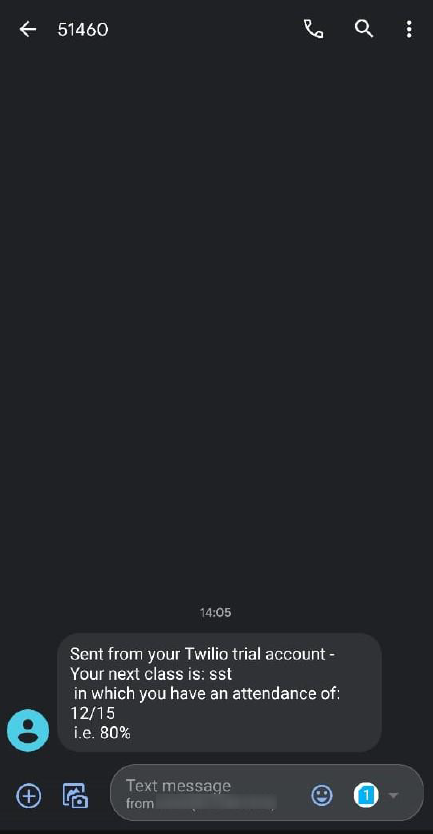 51460
14:05
Sent from your Twilio trial account -
Your next class is: sst
in which you have an attendance of:
12/15
i.e. 80%
Text message
from
1